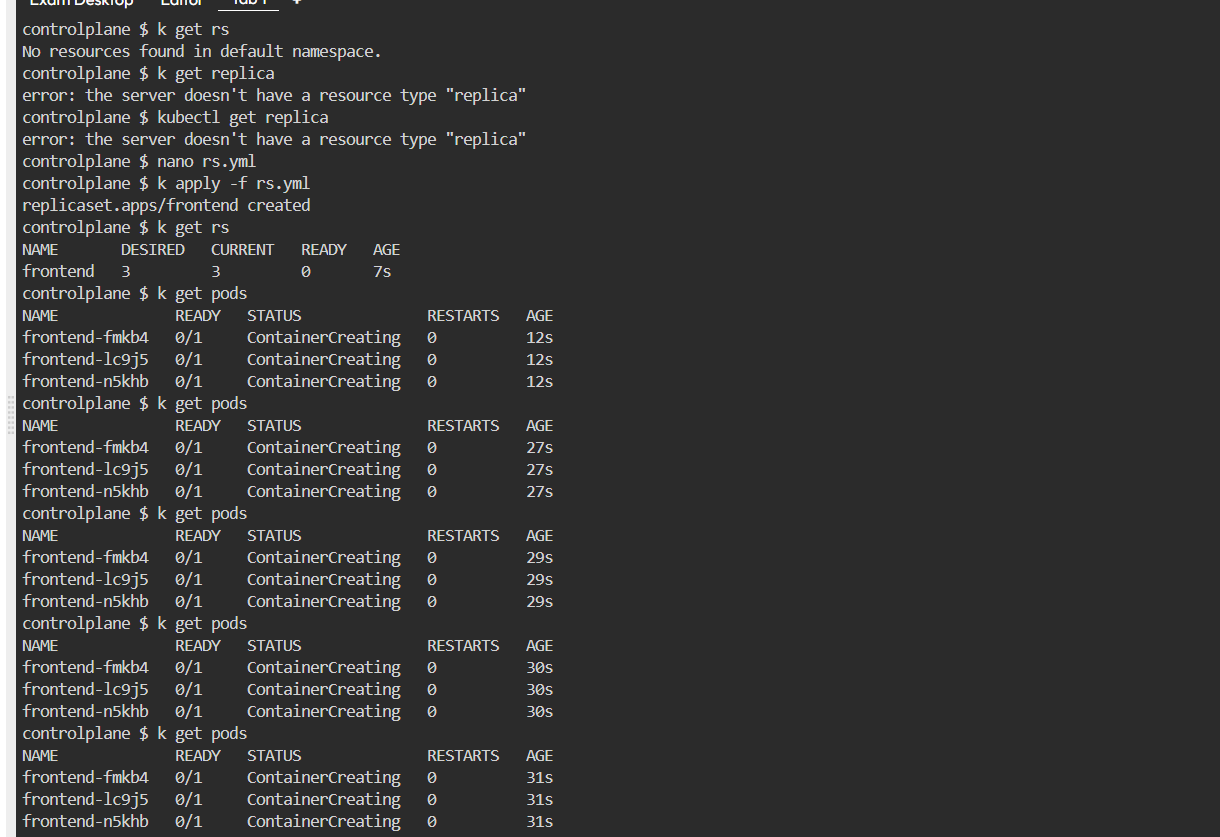 Exam Desktop Editor Tab 1 +
controlplane $ k get rs
No resources found in default namespace.
controlplane $ k get replica
error: the server doesn't have a resource type "replica"
controlplane $ kubectl get replica
error: the server doesn't have a resource type "replica"
controlplane $ nano rs.yml
controlplane $ k apply -f rs.yml
replicaset.apps/frontend created
controlplane $ k get rs
NAME DESIRED CURRENT READY AGE
frontend 3 3 0 7s
controlplane $ k get pods
NAME READY STATUS RESTARTS AGE
frontend-fmkb4 0/1 ContainerCreating 0 12s
frontend-lc9j5 0/1 ContainerCreating 0 12s
frontend-n5khb 0/1 ContainerCreating 0 12s
controlplane $ k get pods
NAME READY STATUS RESTARTS AGE
frontend-fmkb4 0/1 ContainerCreating 0 27s
frontend-lc9j5 0/1 ContainerCreating 0 27s
frontend-n5khb 0/1 ContainerCreating 0 27s
controlplane $ k get pods
NAME READY STATUS RESTARTS AGE
frontend-fmkb4 0/1 ContainerCreating 0 29s
frontend-lc9j5 0/1 ContainerCreating 0 29s
frontend-n5khb 0/1 ContainerCreating 0 29s
controlplane $ k get pods
NAME READY STATUS RESTARTS AGE
frontend-fmkb4 0/1 ContainerCreating 0 30s
frontend-lc9j5 0/1 ContainerCreating 0 30s
frontend-n5khb 0/1 ContainerCreating 0 30s
controlplane $ k get pods
NAME READY STATUS RESTARTS AGE
frontend-fmkb4 0/1 ContainerCreating 0 31s
frontend-lc9j5 0/1 ContainerCreating 0 31s
frontend-n5khb 0/1 ContainerCreating 0 31s